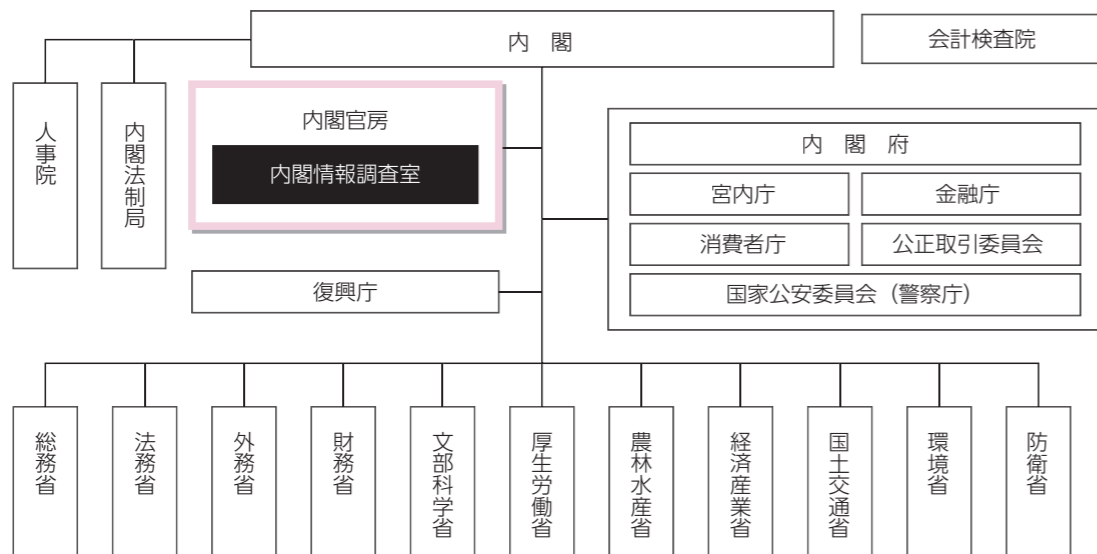 内　閣
会計検査院
人事院
内閣法制局
内閣官房
内閣情報調査室
内　閣　府
宮内庁
金融庁
消費者庁
公正取引委員会
国家公安委員会（警察庁）
復興庁
総務省
法務省
外務省
財務省
文部科学省
厚生労働省
農林水産省
経済産業省
国土交通省
環境省
防衛省